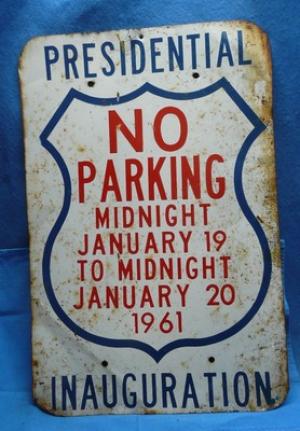 PRESIDENTIAL
NO
PARKING
MIDNIGHT
JANUARY 19
TO MIDNIGHT
JANUARY 20
1961
INAUGURATION